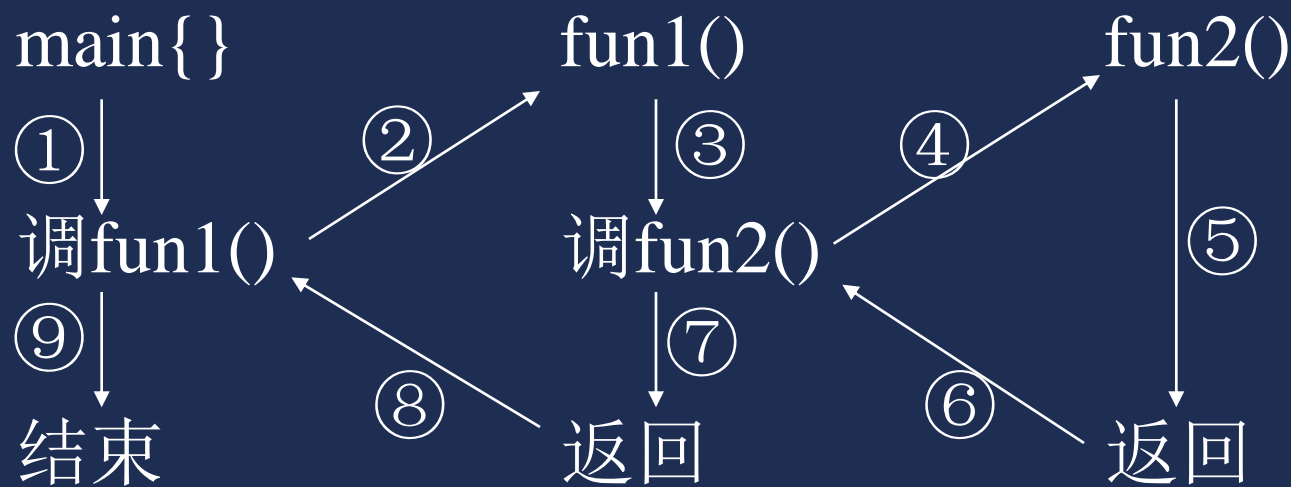 main{} fun1() fun2()
① ② ③ ④
调fun1() 调fun2() ⑤
⑨ ⑧ ⑦ ⑥
结束 返回 返回